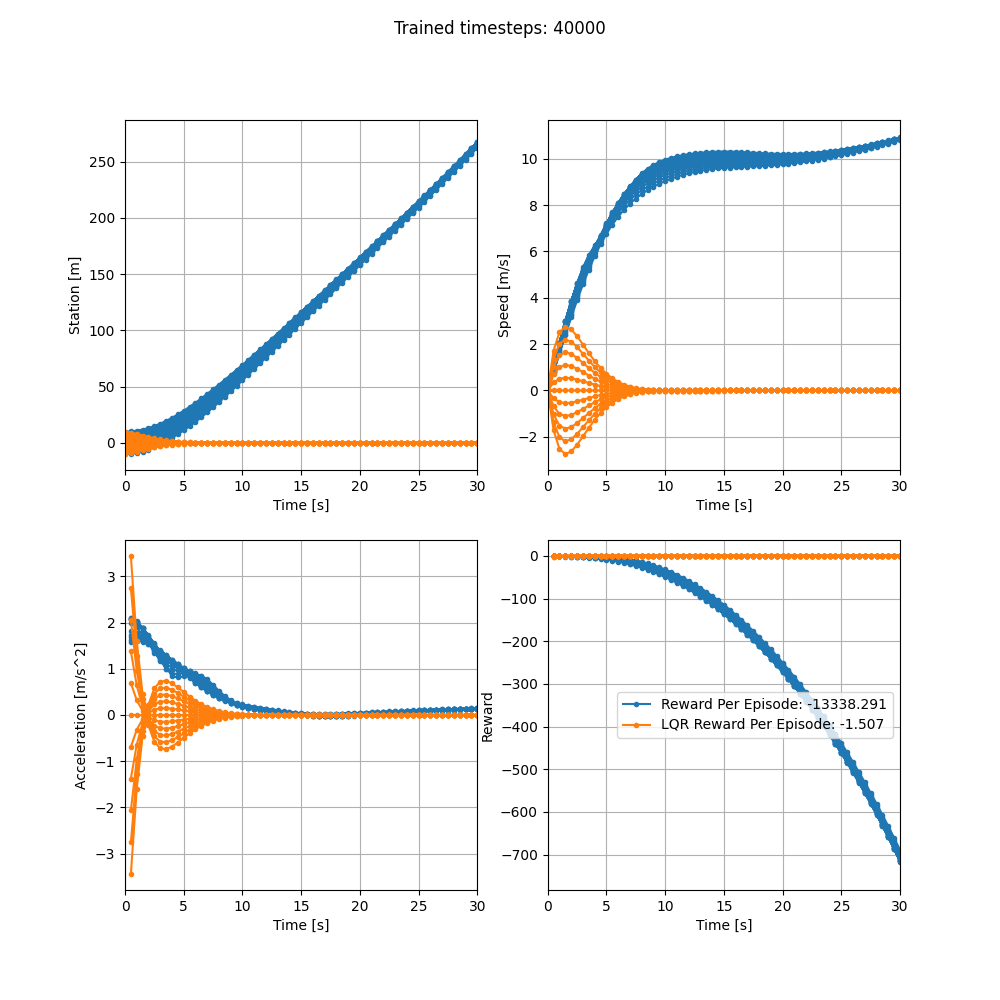 Trained timesteps: 40000
250
200
150
100
50
0
Station [m]
0 5 10 15 20 25 30
Time [s]
10
8
6
4
2
0
−2
Speed [m/s]
0 5 10 15 20 25 30
Time [s]
3
2
1
0
−1
−2
−3
Acceleration [m/s^2]
0 5 10 15 20 25 30
Time [s]
0
−100
−200
−300
−400
−500
−600
−700
Reward
Reward Per Episode: -13338.291
LQR Reward Per Episode: -1.507
0 5 10 15 20 25 30
Time [s]